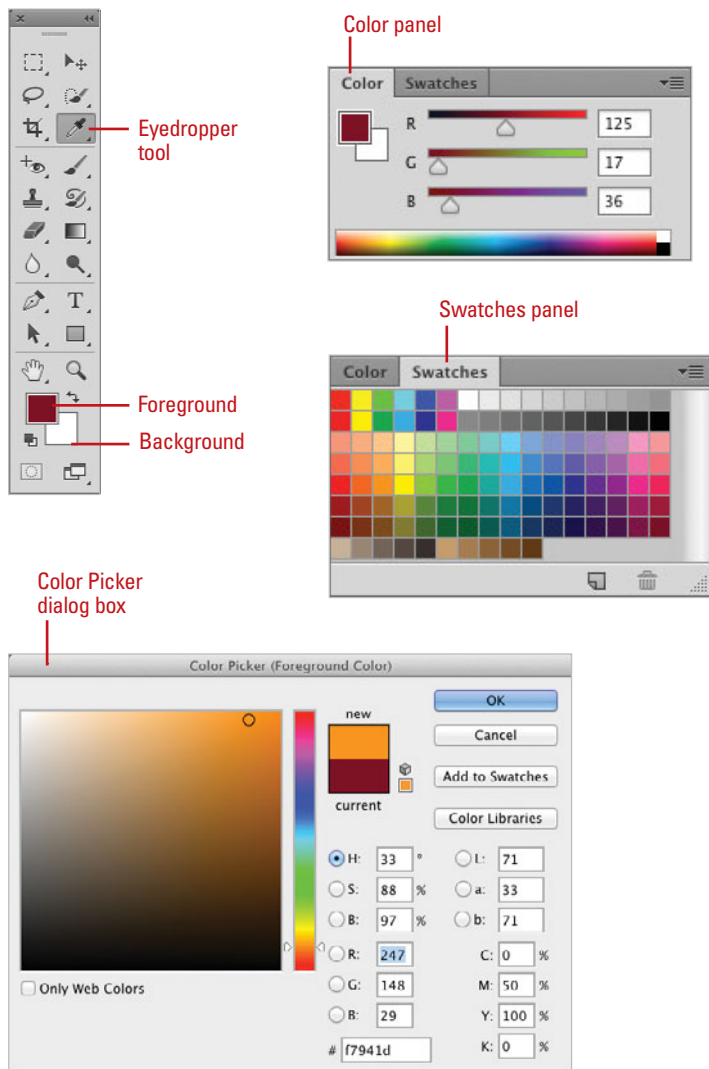 Eyedropper
tool
Foreground
Background
T
Color panel
Color Swatches
R 125
G 17
B 36
Swatches panel
Color Swatches
Color Picker
dialog box
Color Picker (Foreground Color)
new
current
OK
Cancel
Add to Swatches
Color Libraries
H: 33 ° L: 71
S: 88 % a: 33
B: 97 % b: 71
R: 247 C: 0 %
G: 148 M: 50 %
B: 29 Y: 100 %
# f7941d K: 0 %
Only Web Colors